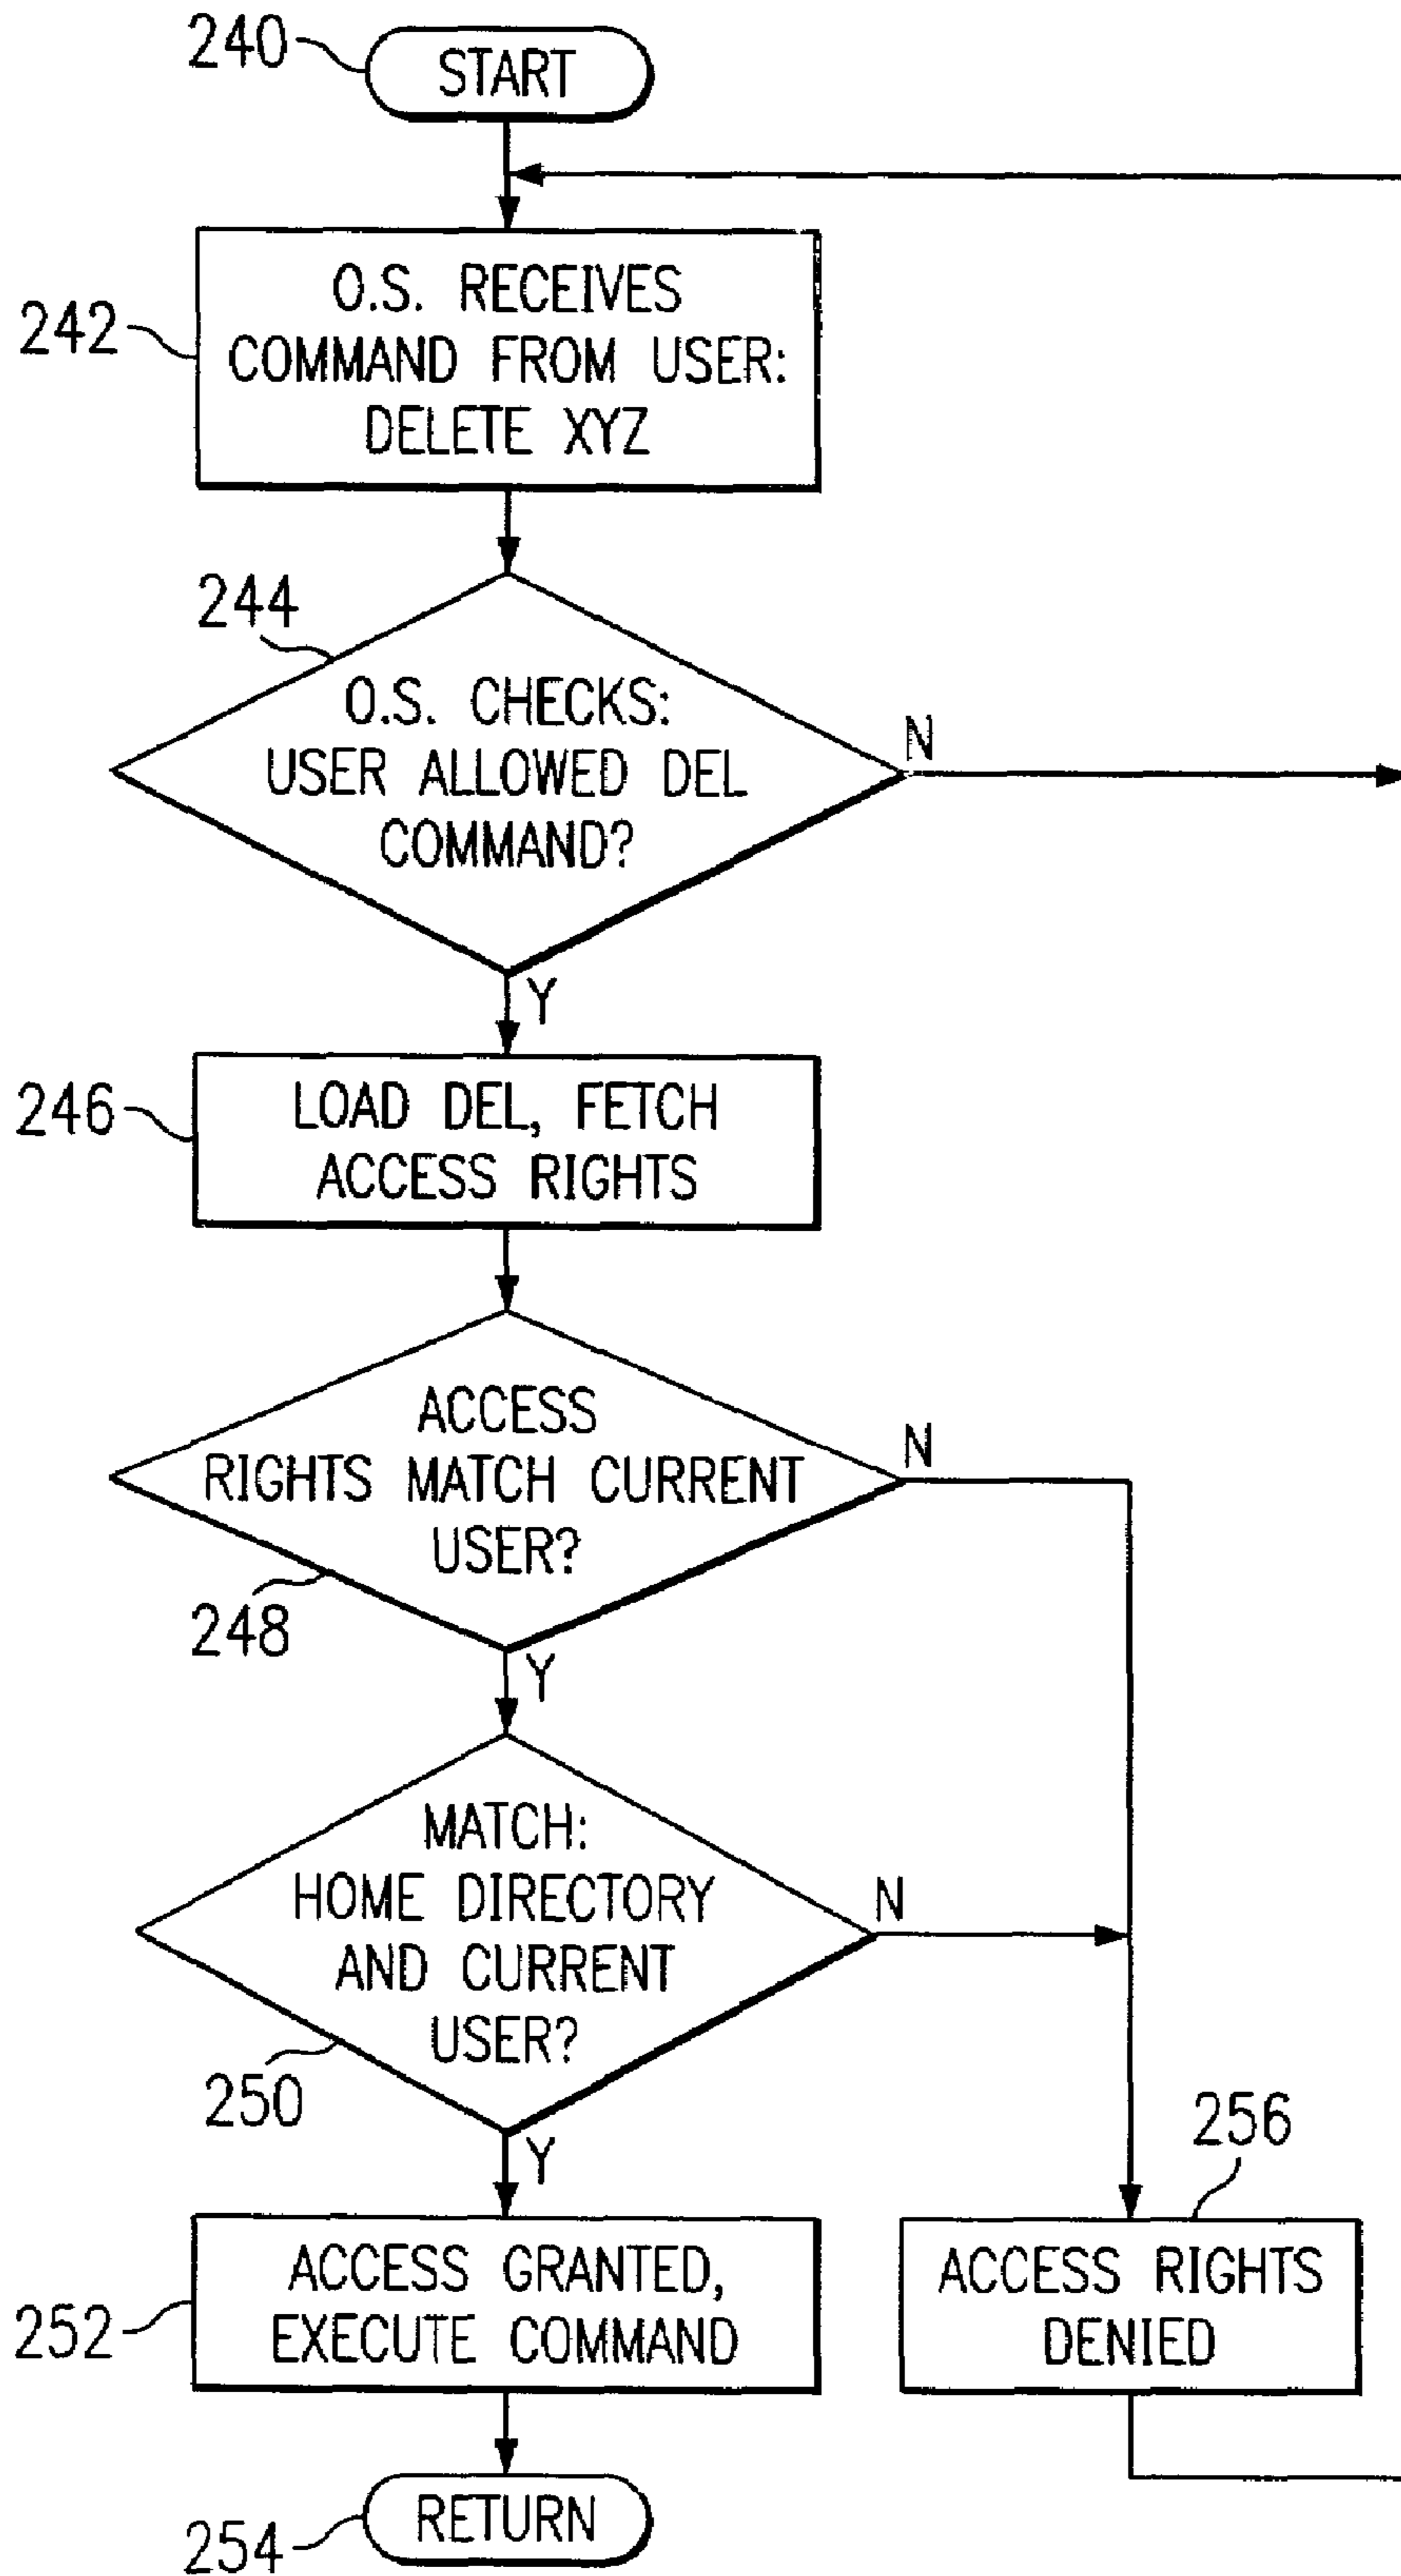 240
START
242
O.S. RECEIVES
COMMAND FROM USER:
DELETE XYZ
244
O.S. CHECKS:
USER ALLOWED DEL
COMMAND?
N
Y
246
LOAD DEL, FETCH
ACCESS RIGHTS
ACCESS
RIGHTS MATCH CURRENT
USER?
N
248
Y
MATCH:
HOME DIRECTORY
AND CURRENT
USER?
N
250
Y
256
252
ACCESS GRANTED,
EXECUTE COMMAND
ACCESS RIGHTS
DENIED
254
RETURN